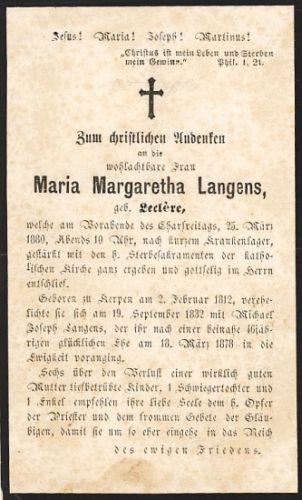 Jesus! Maria! Joseph! Martinus!
„Christus ist mein Leben und Sterben
mein Gewinn.“ Phil. 1, 21.
Zum christlichen Andenken
an die
wohlachtbare Frau
Maria Margaretha Langens,
geb. Leclère,
welche am Vorabende des Charfreitags, 25. März
1880, Abends 10 Uhr, nach kurzem Krankenlager,
gestärkt mit den h. Sterbesakramenten der katho-
lischen Kirche ganz ergeben und gottselig im Herrn
entschlief.
Geboren zu Kerpen am 2. Februar 1812, verehe-
lichte sie sich am 19. September 1832 mit Michael
Joseph Langens, der ihr nach einer beinahe 46jäh-
rigen glücklichen Ehe am 18. März 1878 in die
Ewigkeit voranging.
Sechs über den Verlust einer wirklich guten
Mutter tiefbetrübte Kinder, 1 Schwiegertochter und
1 Enkel empfehlen ihre liebe Seele dem h. Opfer
der Priester und dem frommen Gebete der Gläu-
bigen, damit sie um so eher eingehe in das Reich
des ewigen Friedens.